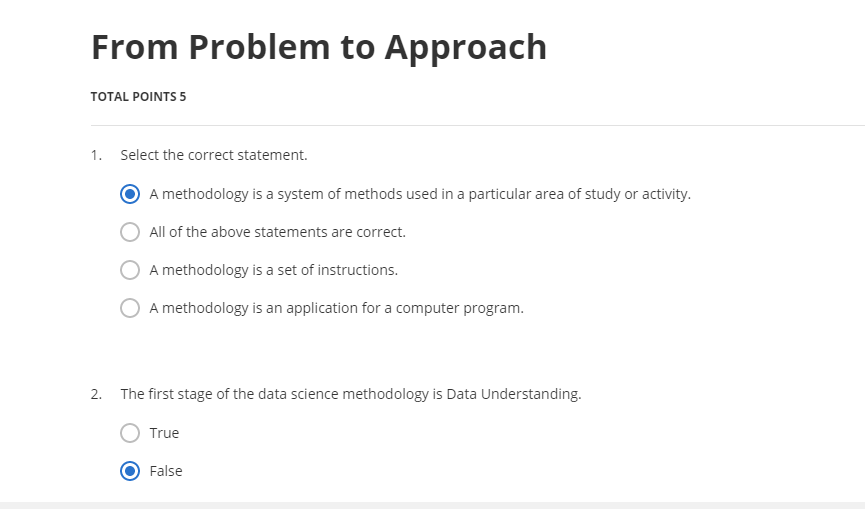 From Problem to Approach
TOTAL POINTS 5
1. Select the correct statement.
A methodology is a system of methods used in a particular area of study or activity.
All of the above statements are correct.
A methodology is a set of instructions.
A methodology is an application for a computer program.
2. The first stage of the data science methodology is Data Understanding.
True
False